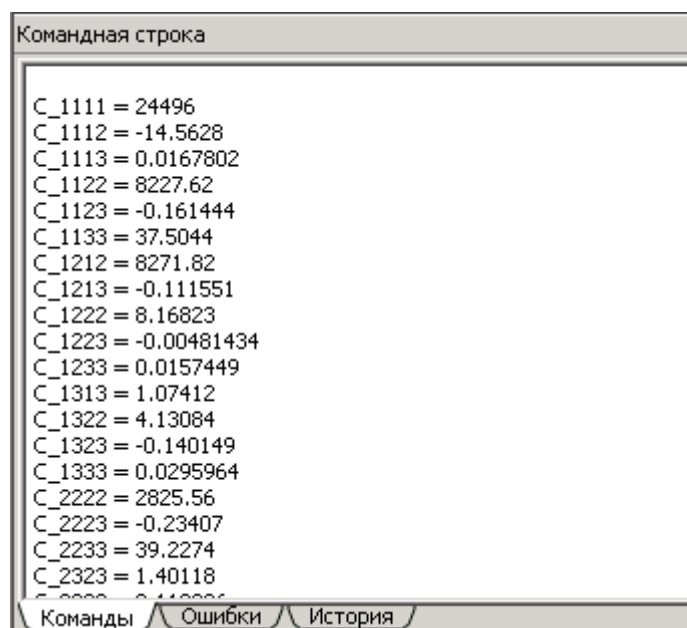 Командная строка
C_1111 = 24496
C_1112 = -14.5628
C_1113 = 0.0167802
C_1122 = 8227.62
C_1123 = -0.161444
C_1133 = 37.5044
C_1212 = 8271.82
C_1213 = -0.111551
C_1222 = 8.16823
C_1223 = -0.00481434
C_1233 = 0.0157449
C_1313 = 1.07412
C_1322 = 4.13084
C_1323 = -0.140149
C_1333 = 0.0295964
C_2222 = 2825.56
C_2223 = -0.23407
C_2233 = 39.2274
C_2323 = 1.40118
Команды Ошибки История